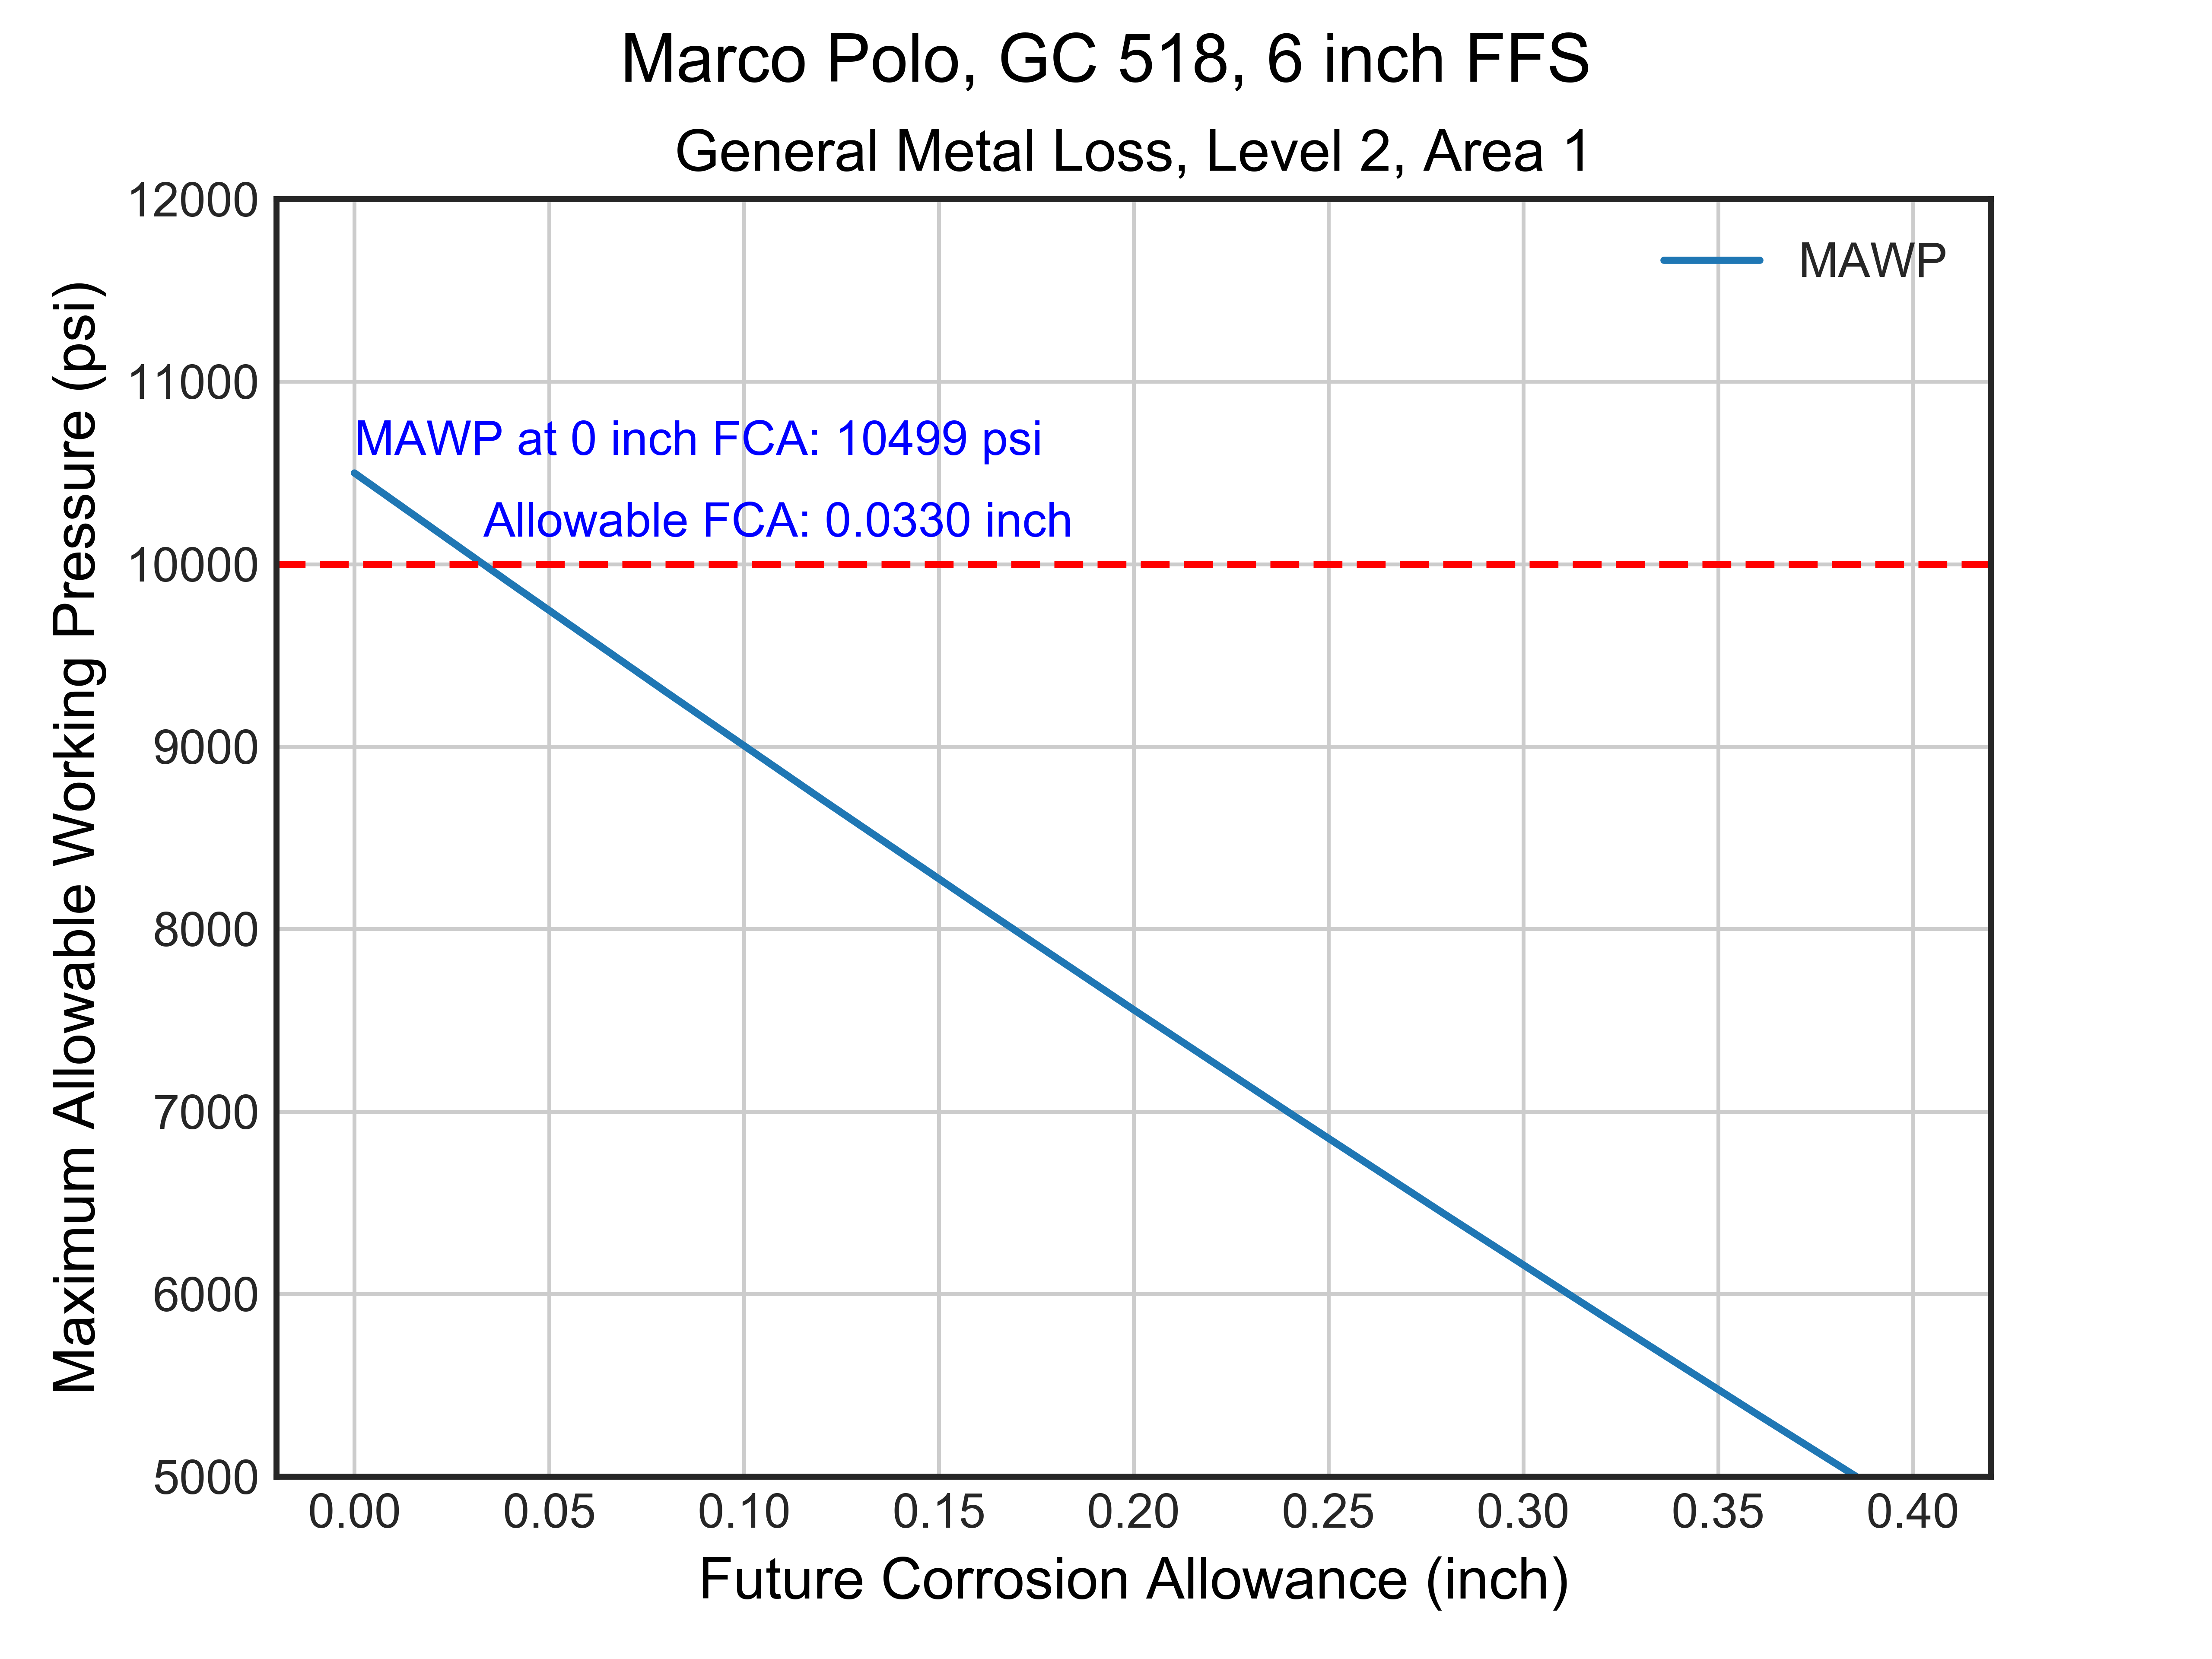 Marco Polo, GC 518, 6 inch FFS
General Metal Loss, Level 2, Area 1
Maximum Allowable Working Pressure (psi)
12000
11000
10000
9000
8000
7000
6000
5000
MAWP
MAWP at 0 inch FCA: 10499 psi
Allowable FCA: 0.0330 inch
0.00 0.05 0.10 0.15 0.20 0.25 0.30 0.35 0.40
Future Corrosion Allowance (inch)